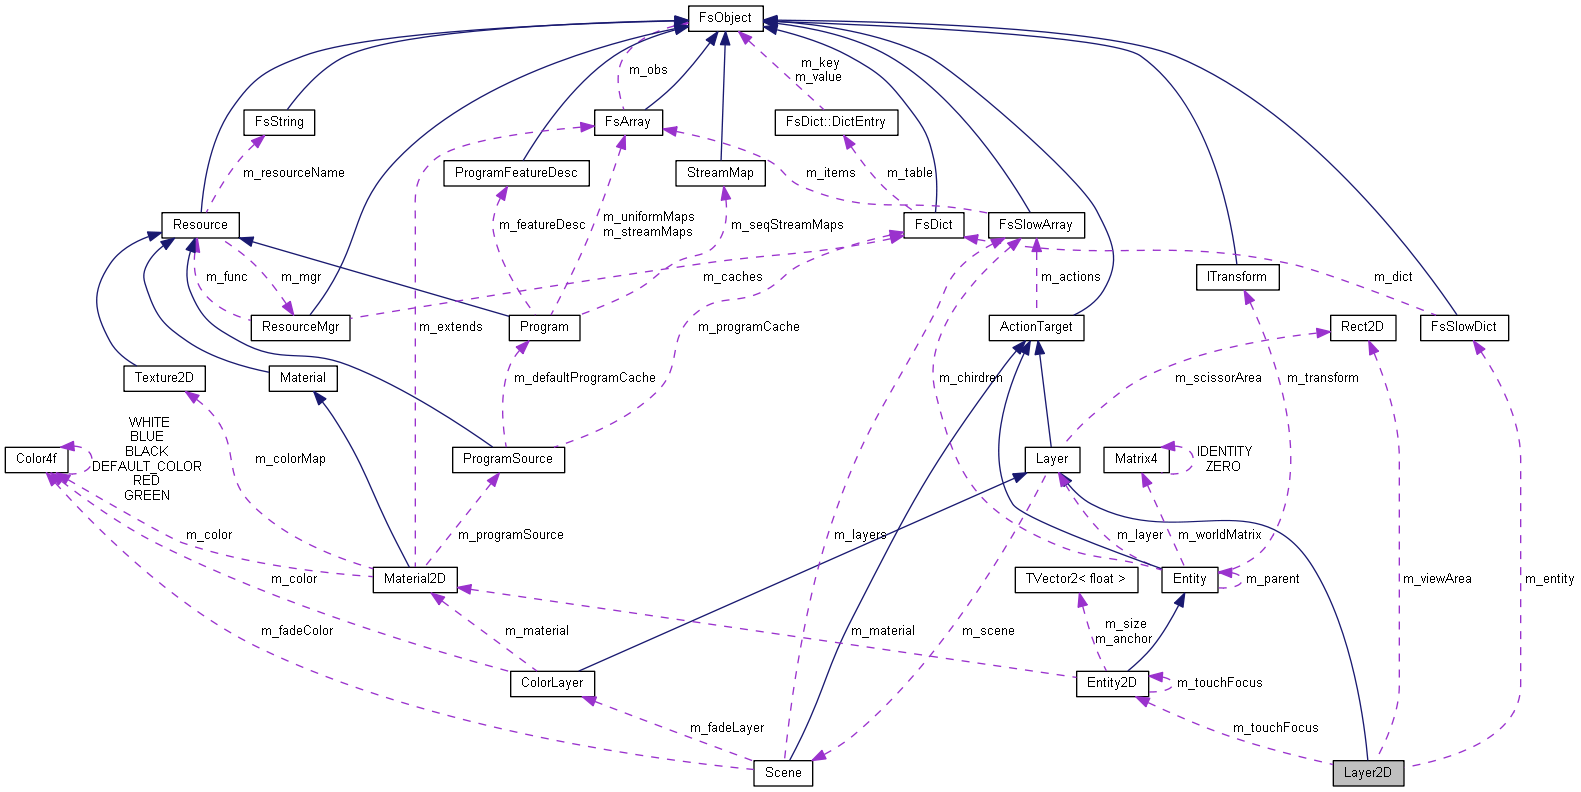 FsObject
m_key
m_value
m_obs
FsString
FsArray
FsDict::DictEntry
m_resourceName
ProgramFeatureDesc
StreamMap
m_items
m_table
Resource
m_featureDesc
m_uniformMaps
m_streamMaps
m_seqStreamMaps
FsDict
FsSlowArray
m_func
m_mgr
m_caches
m_actions
ITransform
m_dict
ResourceMgr
m_extends
Program
m_programCache
ActionTarget
Rect2D
FsSlowDict
Texture2D
Material
m_defaultProgramCache
m_chirdren
m_scissorArea
m_transform
WHITE
BLUE
BLACK
DEFAULT_COLOR
RED
GREEN
Color4f
m_colorMap
ProgramSource
Layer
Matrix4
IDENTITY
ZERO
m_color
m_programSource
m_layers
m_layer
m_worldMatrix
m_color
Material2D
TVector2< float >
Entity
m_parent
m_viewArea
m_entity
m_fadeColor
m_material
m_material
m_scene
m_size
m_anchor
ColorLayer
Entity2D
m_touchFocus
m_fadeLayer
m_touchFocus
Scene
Layer2D